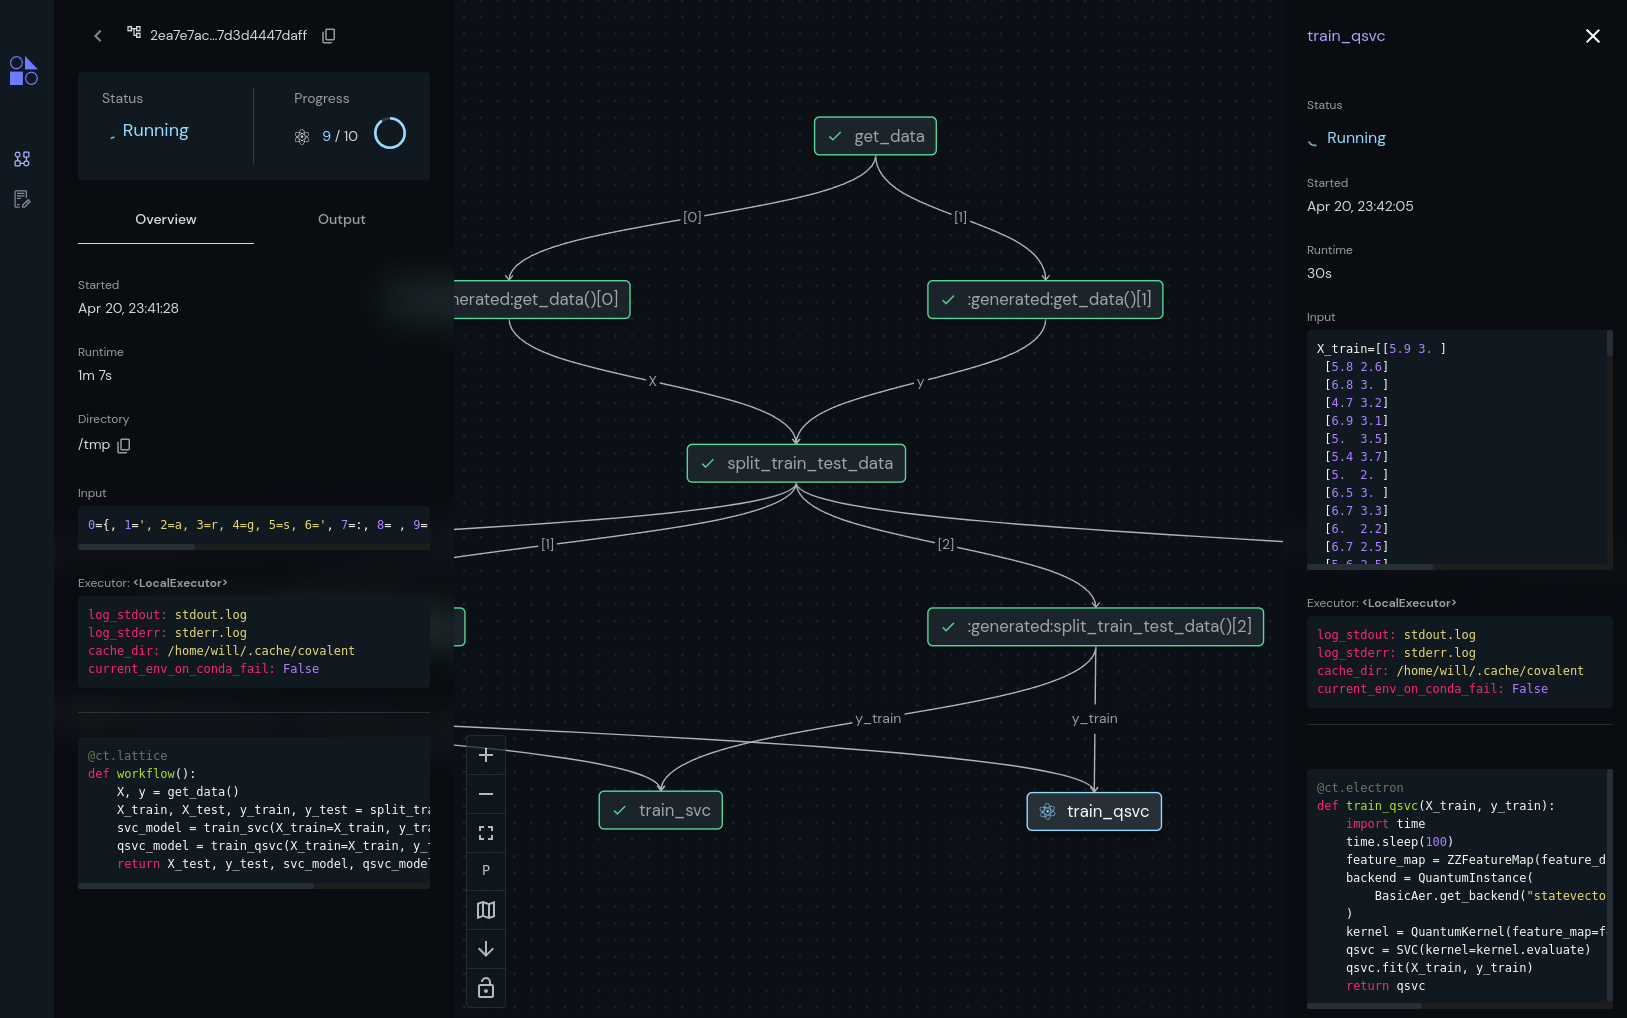 2ea7e7ac...7d3d4447daff
Status
Running
Progress
9 / 10
Overview
Output
Started
Apr 20, 23:41:28
Runtime
1m 7s
Directory
/tmp
Input
0={, 1=', 2=a, 3=r, 4=g, 5=s, 6=', 7=:, 8= , 9=
Executor: <LocalExecutor>
log_stdout: stdout.log
log_stderr: stderr.log
cache_dir: /home/will/.cache/covalent
current_env_on_conda_fail: False
@ct.lattice
def workflow():
    X, y = get_data()
    X_train, X_test, y_train, y_test = split_tra
    svc_model = train_svc(X_train=X_train, y_tra
    qsvc_model = train_qsvc(X_train=X_train, y_t
    return X_test, y_test, svc_model, qsvc_model
get_data
[0]
[1]
nerated:get_data()[0]
:generated:get_data()[1]
X
y
split_train_test_data
[1]
[2]
:generated:split_train_test_data()[2]
y_train
y_train
train_svc
train_qsvc
P
train_qsvc
Status
Running
Started
Apr 20, 23:42:05
Runtime
30s
Input
X_train=[[5.9 3. ]
 [5.8 2.6]
 [6.8 3. ]
 [4.7 3.2]
 [6.9 3.1]
 [5.  3.5]
 [5.4 3.7]
 [5.  2. ]
 [6.5 3. ]
 [6.7 3.3]
 [6.  2.2]
 [6.7 2.5]
 [5.6 2.5]
Executor: <LocalExecutor>
log_stdout: stdout.log
log_stderr: stderr.log
cache_dir: /home/will/.cache/covalent
current_env_on_conda_fail: False
@ct.electron
def train_qsvc(X_train, y_train):
    import time
    time.sleep(100)
    feature_map = ZZFeatureMap(feature_d
    backend = QuantumInstance(
        BasicAer.get_backend("statevecto
    )
    kernel = QuantumKernel(feature_map=f
    qsvc = SVC(kernel=kernel.evaluate)
    qsvc.fit(X_train, y_train)
    return qsvc